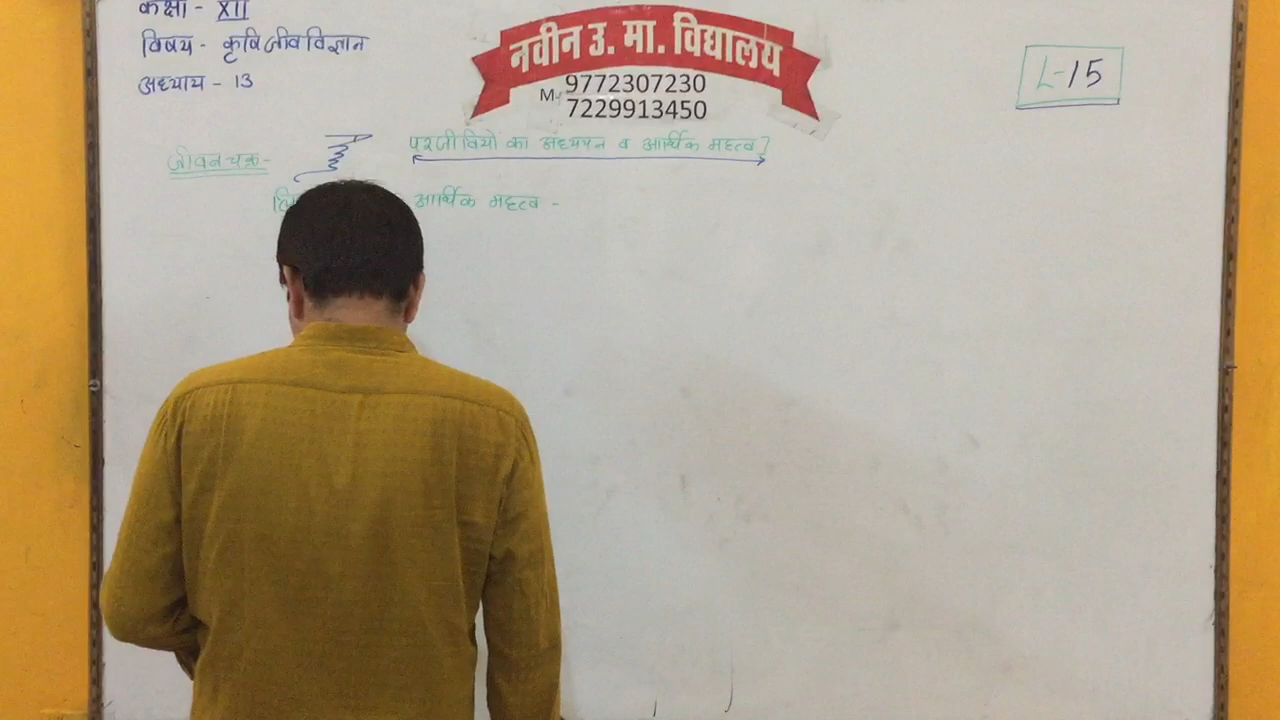 कक्षा - XII
विषय - कृषि जीव विज्ञान
अध्याय - 13
नवीन उ. मा. विद्यालय
M- 9772307230
7229913450
L-15
परजीवियों का अध्ययन व आर्थिक महत्व ?
जीवन चक्र -
आर्थिक महत्व -